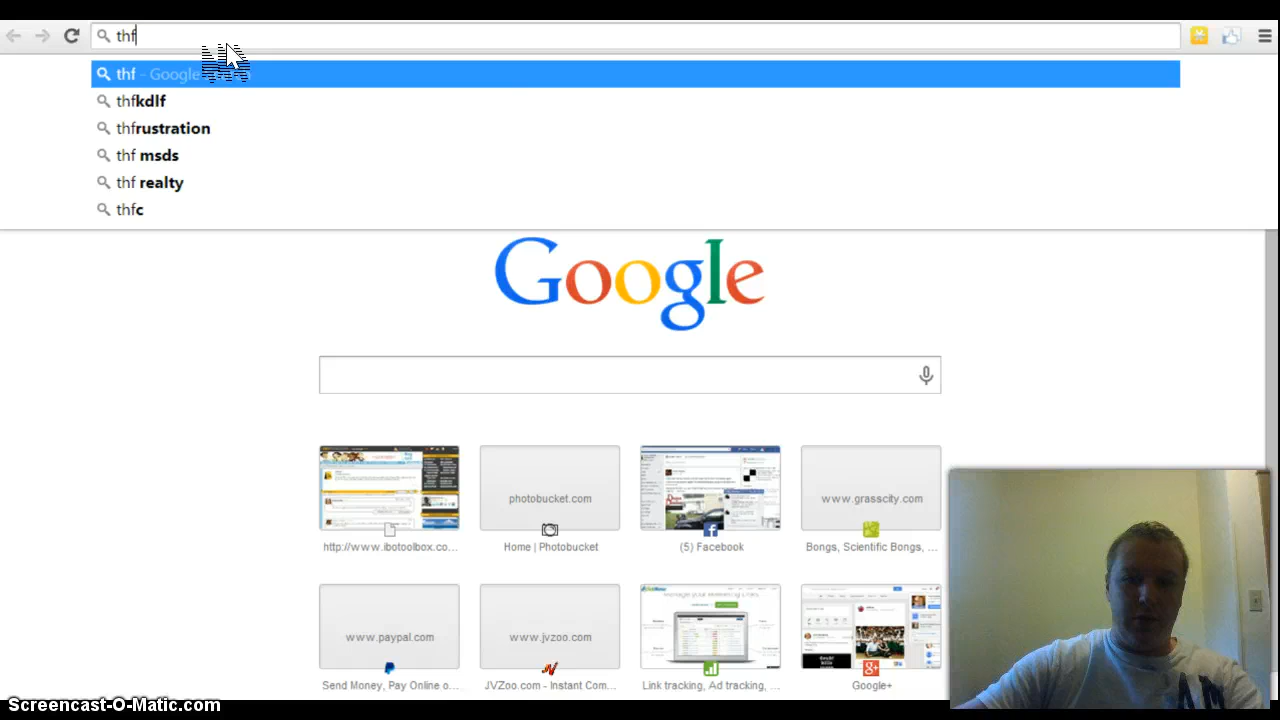 thf
thf - Google
thfkdlf
thfrustration
thf msds
thf realty
thfc
Google
photobucket.com
www.grasscity.com
http://www.ibotoolbox.co...
Home | Photobucket
(5) Facebook
Bongs, Scientific Bongs, ...
www.paypal.com
www.jvzoo.com
Send Money, Pay Online o...
JVZoo.com - Instant Com...
Link tracking, Ad tracking, ...
Google+
Screencast-O-Matic.com